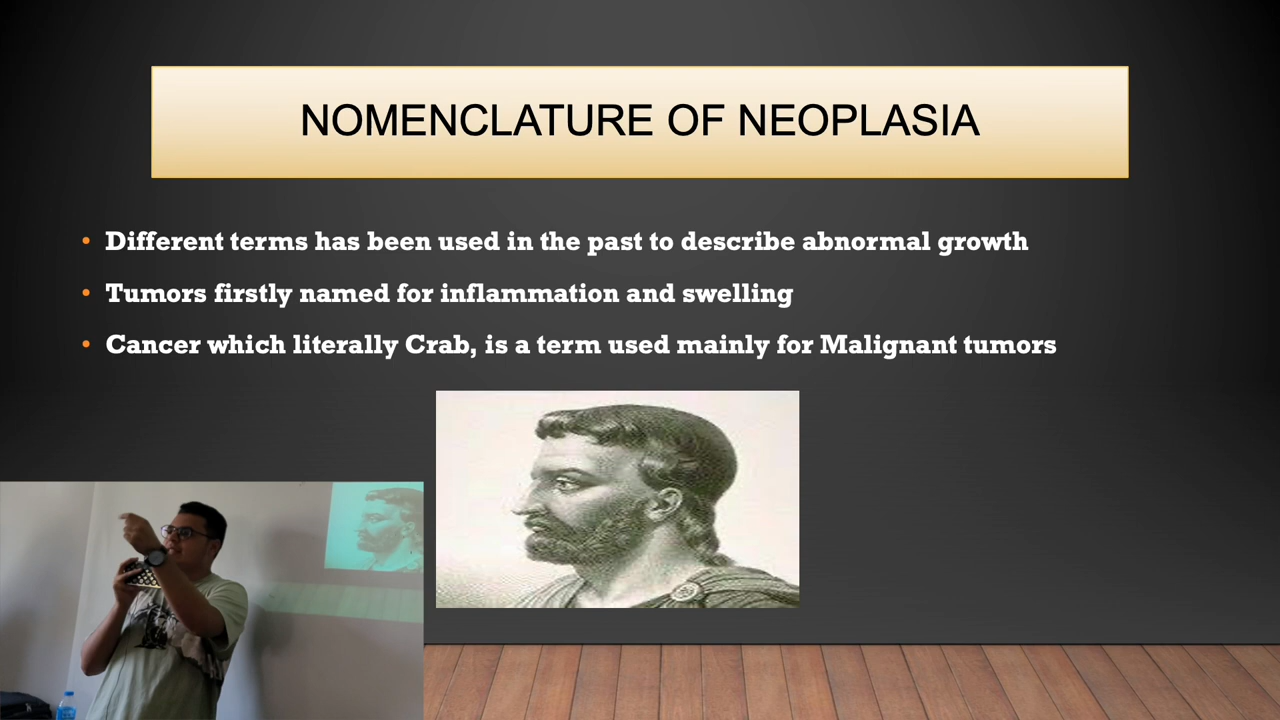 NOMENCLATURE OF NEOPLASIA
Different terms has been used in the past to describe abnormal growth
Tumors firstly named for inflammation and swelling
Cancer which literally Crab, is a term used mainly for Malignant tumors